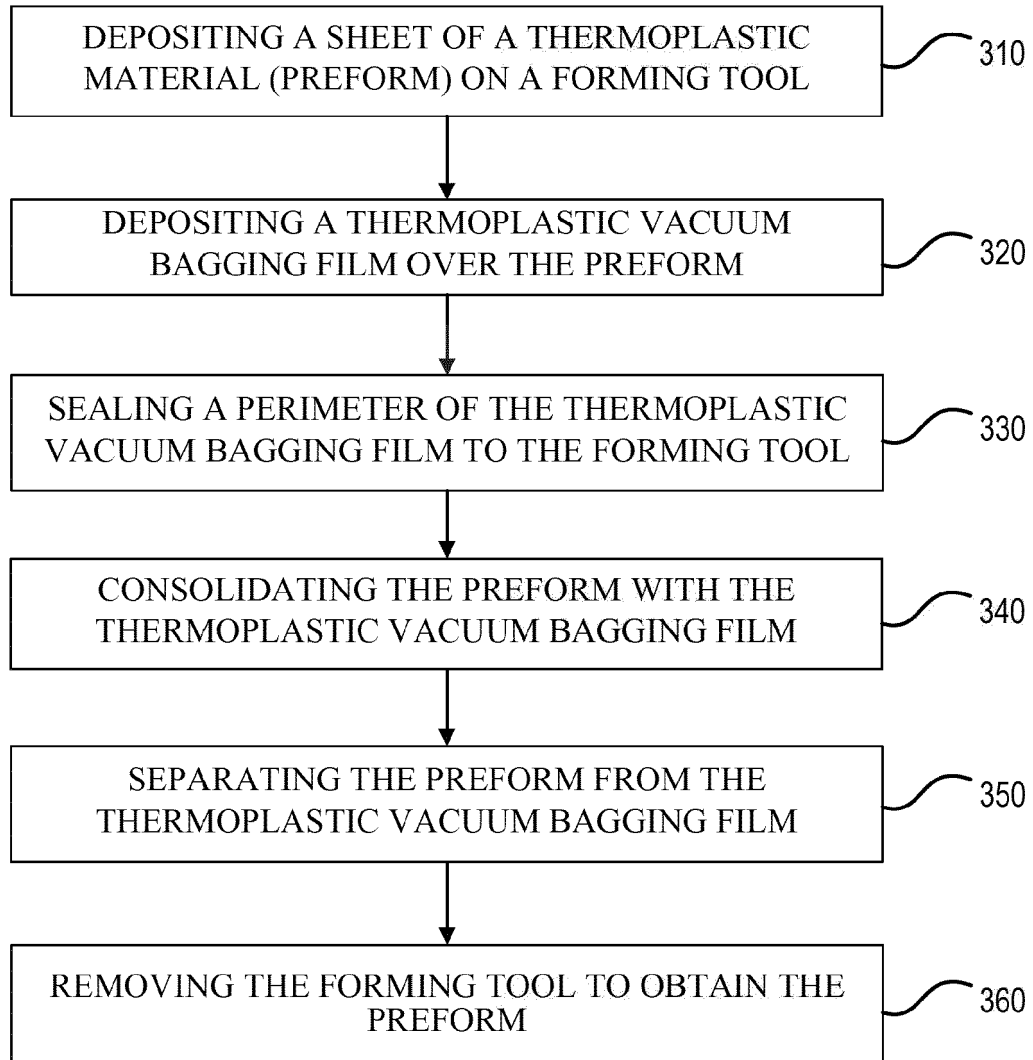 DEPOSITING A SHEET OF A THERMOPLASTIC
MATERIAL (PREFORM) ON A FORMING TOOL
310
DEPOSITING A THERMOPLASTIC VACUUM
BAGGING FILM OVER THE PREFORM
320
SEALING A PERIMETER OF THE THERMOPLASTIC
VACUUM BAGGING FILM TO THE FORMING TOOL
330
CONSOLIDATING THE PREFORM WITH THE
THERMOPLASTIC VACUUM BAGGING FILM
340
SEPARATING THE PREFORM FROM THE
THERMOPLASTIC VACUUM BAGGING FILM
350
REMOVING THE FORMING TOOL TO OBTAIN THE
PREFORM
360